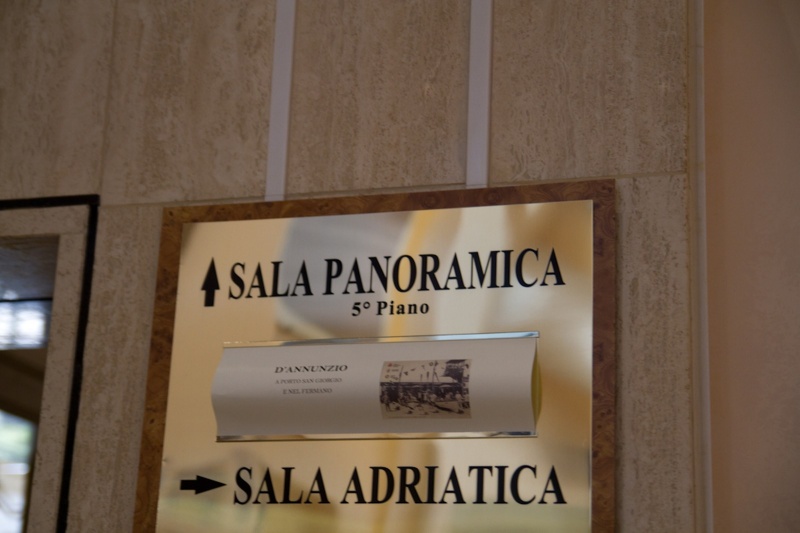 SALA PANORAMICA
5° Piano
D'ANNUNZIO
A PORTO SAN GIORGIO
E NEL FERMANO
SALA ADRIATICA